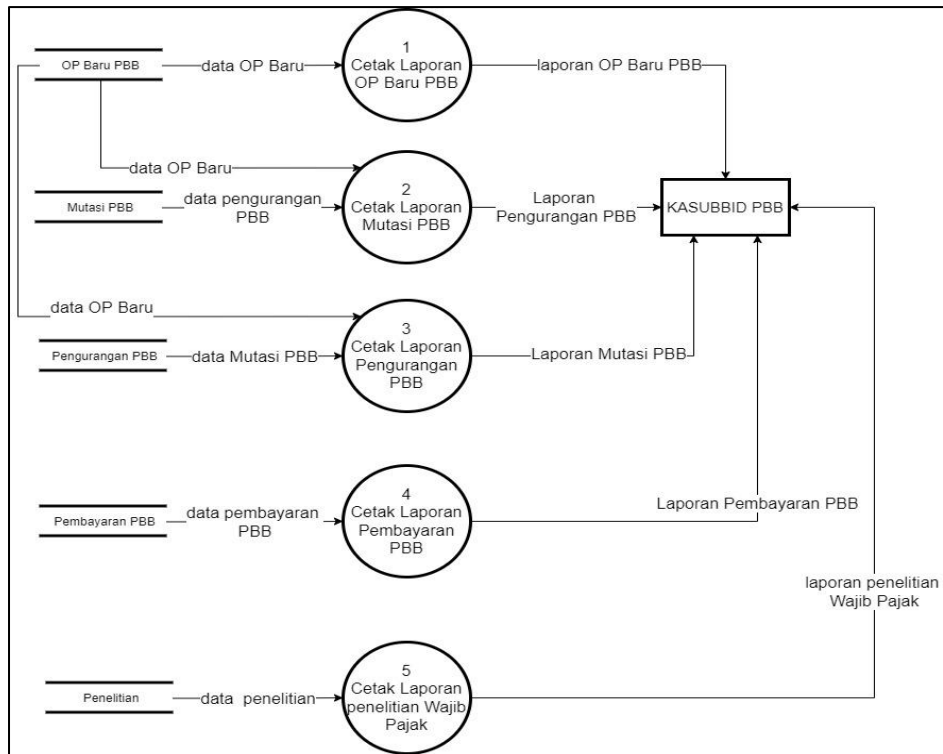 1
Cetak Laporan
OP Baru PBB
OP Baru PBB
data OP Baru
laporan OP Baru PBB
data OP Baru
2
Cetak Laporan
Mutasi PBB
Mutasi PBB
data pengurangan
PBB
Laporan
Pengurangan PBB
KASUBBID PBB
data OP Baru
3
Cetak Laporan
Pengurangan
PBB
Pengurangan PBB
data Mutasi PBB
Laporan Mutasi PBB
4
Cetak Laporan
Pembayaran
PBB
Pembayaran PBB
data pembayaran
PBB
Laporan Pembayaran PBB
laporan penelitian
Wajib Pajak
5
Cetak Laporan
penelitian Wajib
Pajak
Penelitian
data penelitian